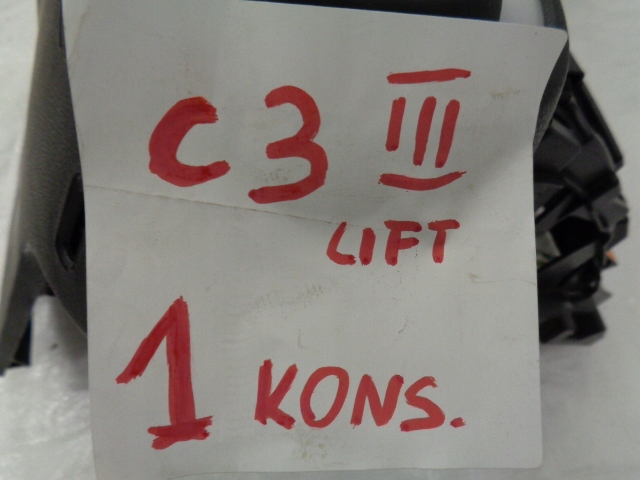 C3 III
LIFT
1 KONS.